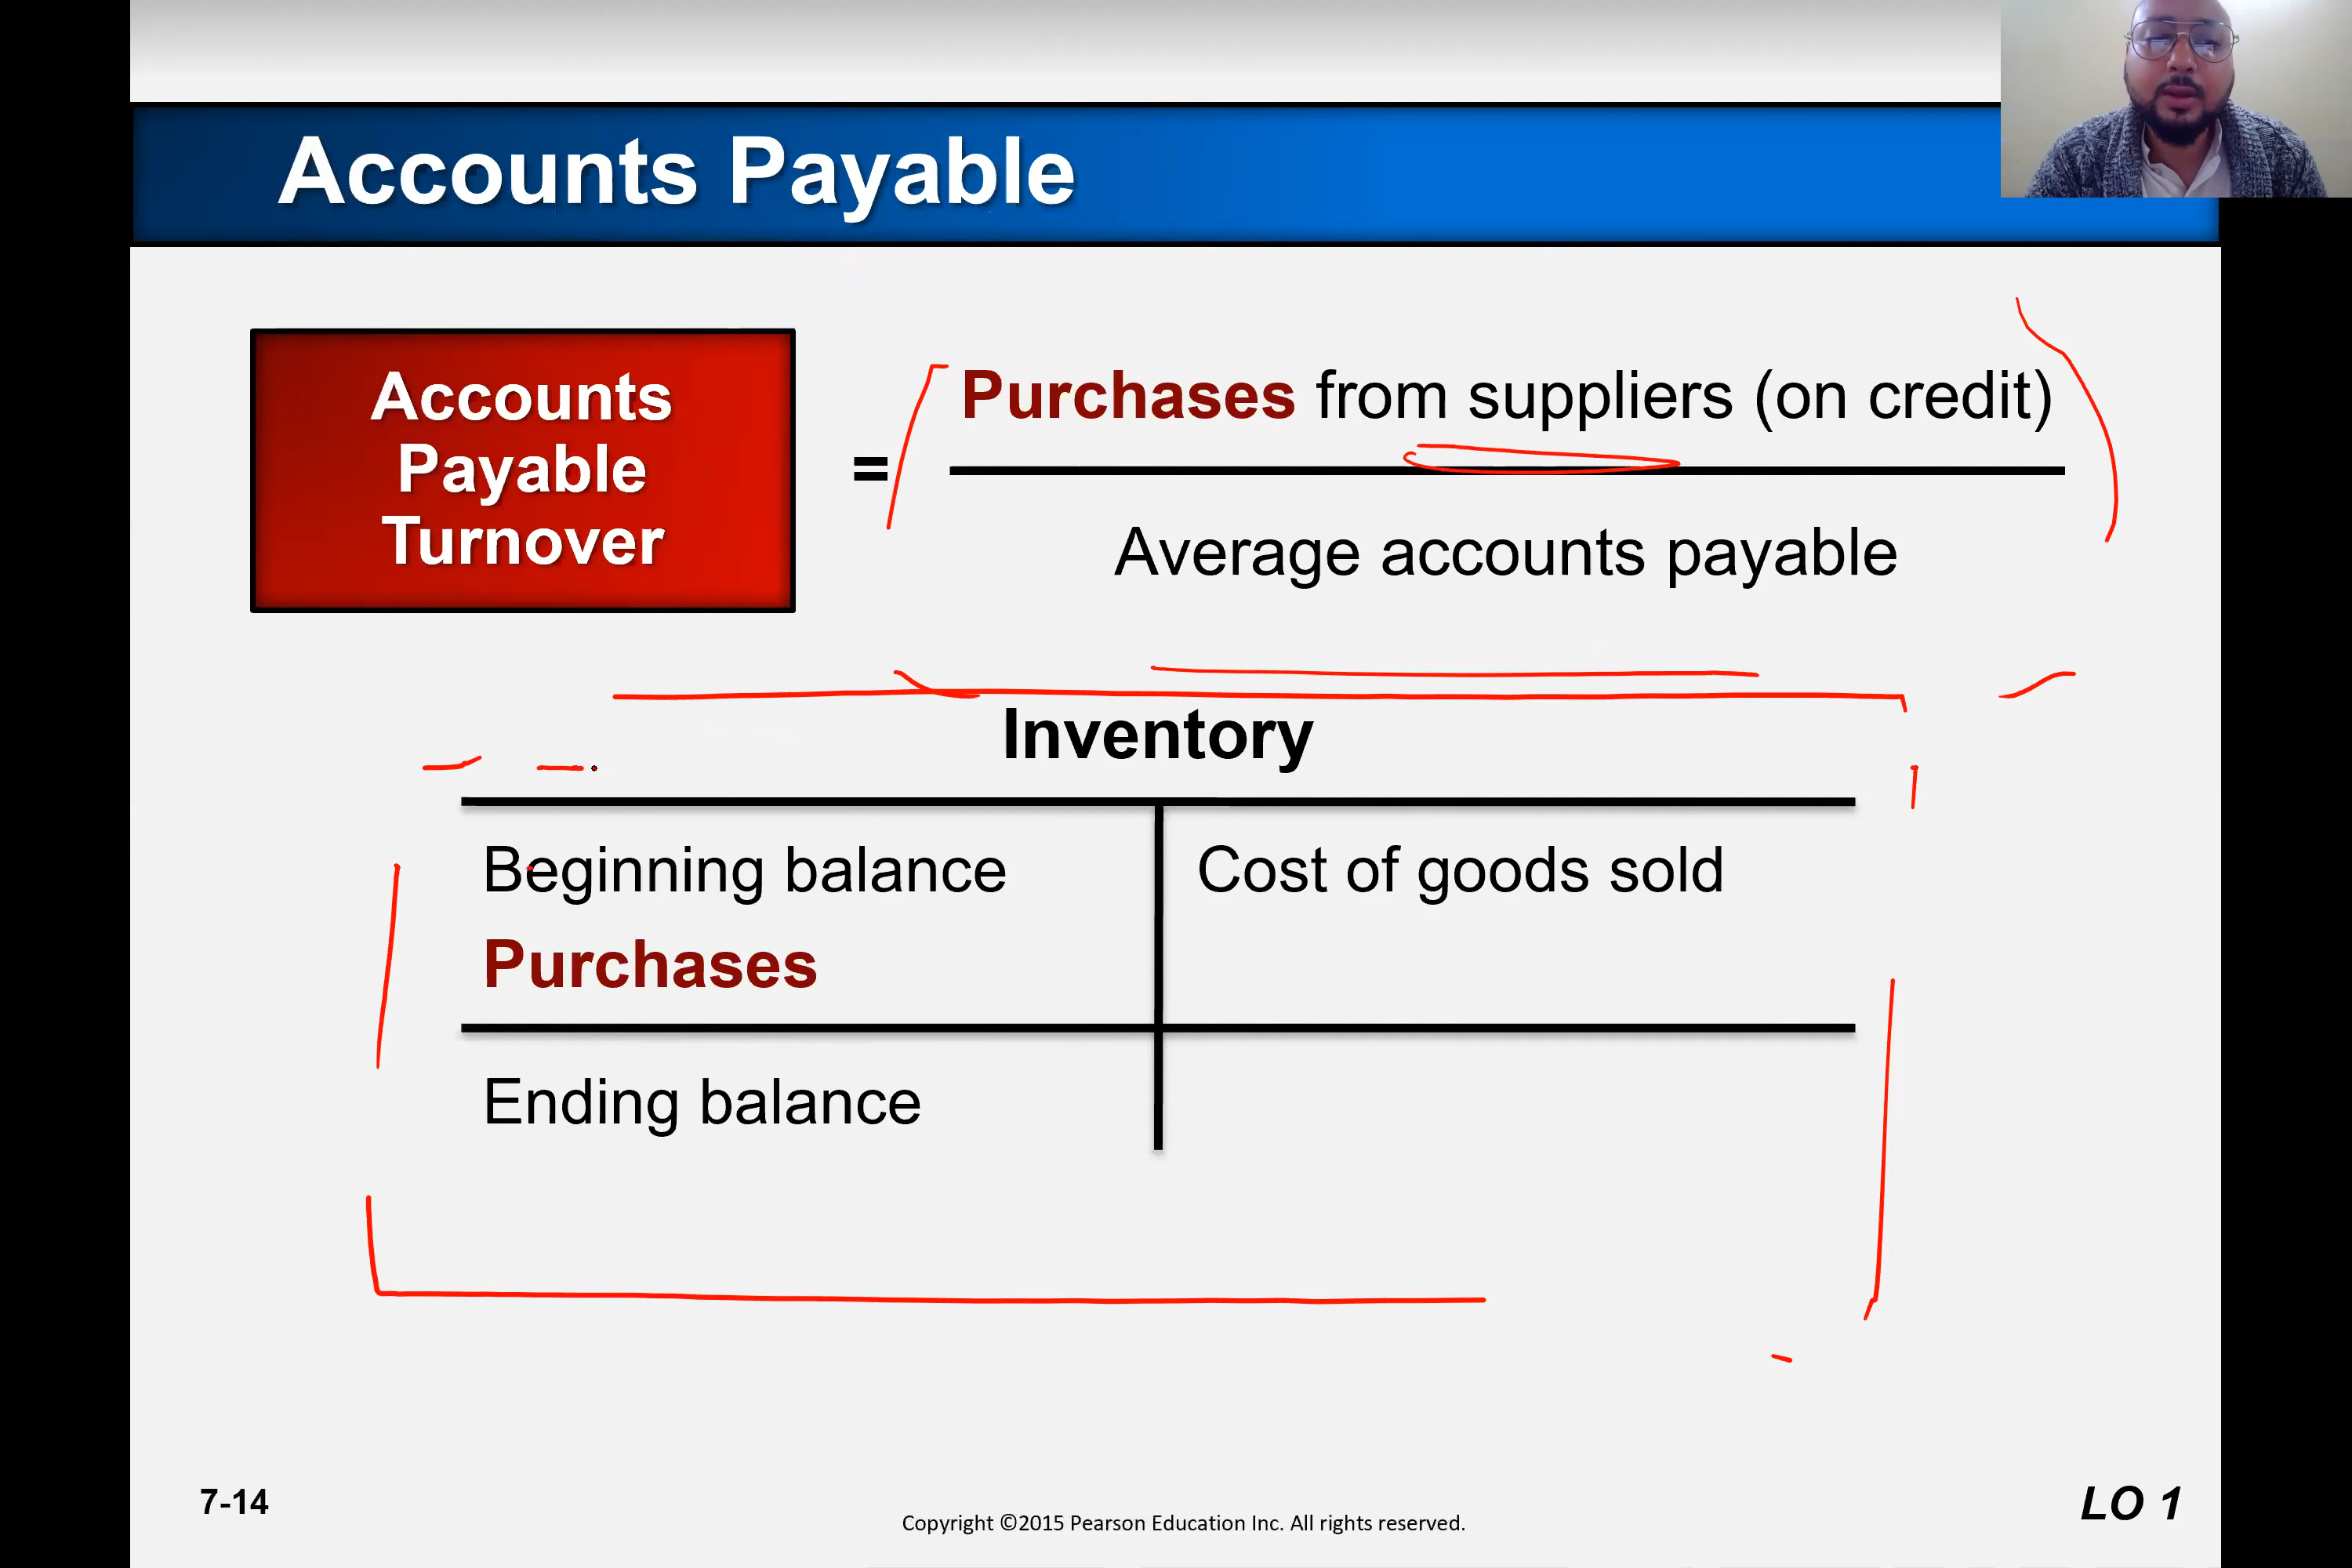 Accounts Payable
Accounts
Payable
Turnover
=
Purchases from suppliers (on credit)
Average accounts payable
Inventory
Beginning balance
Cost of goods sold
Purchases
Ending balance
7-14
Copyright ©2015 Pearson Education Inc. All rights reserved.
LO 1